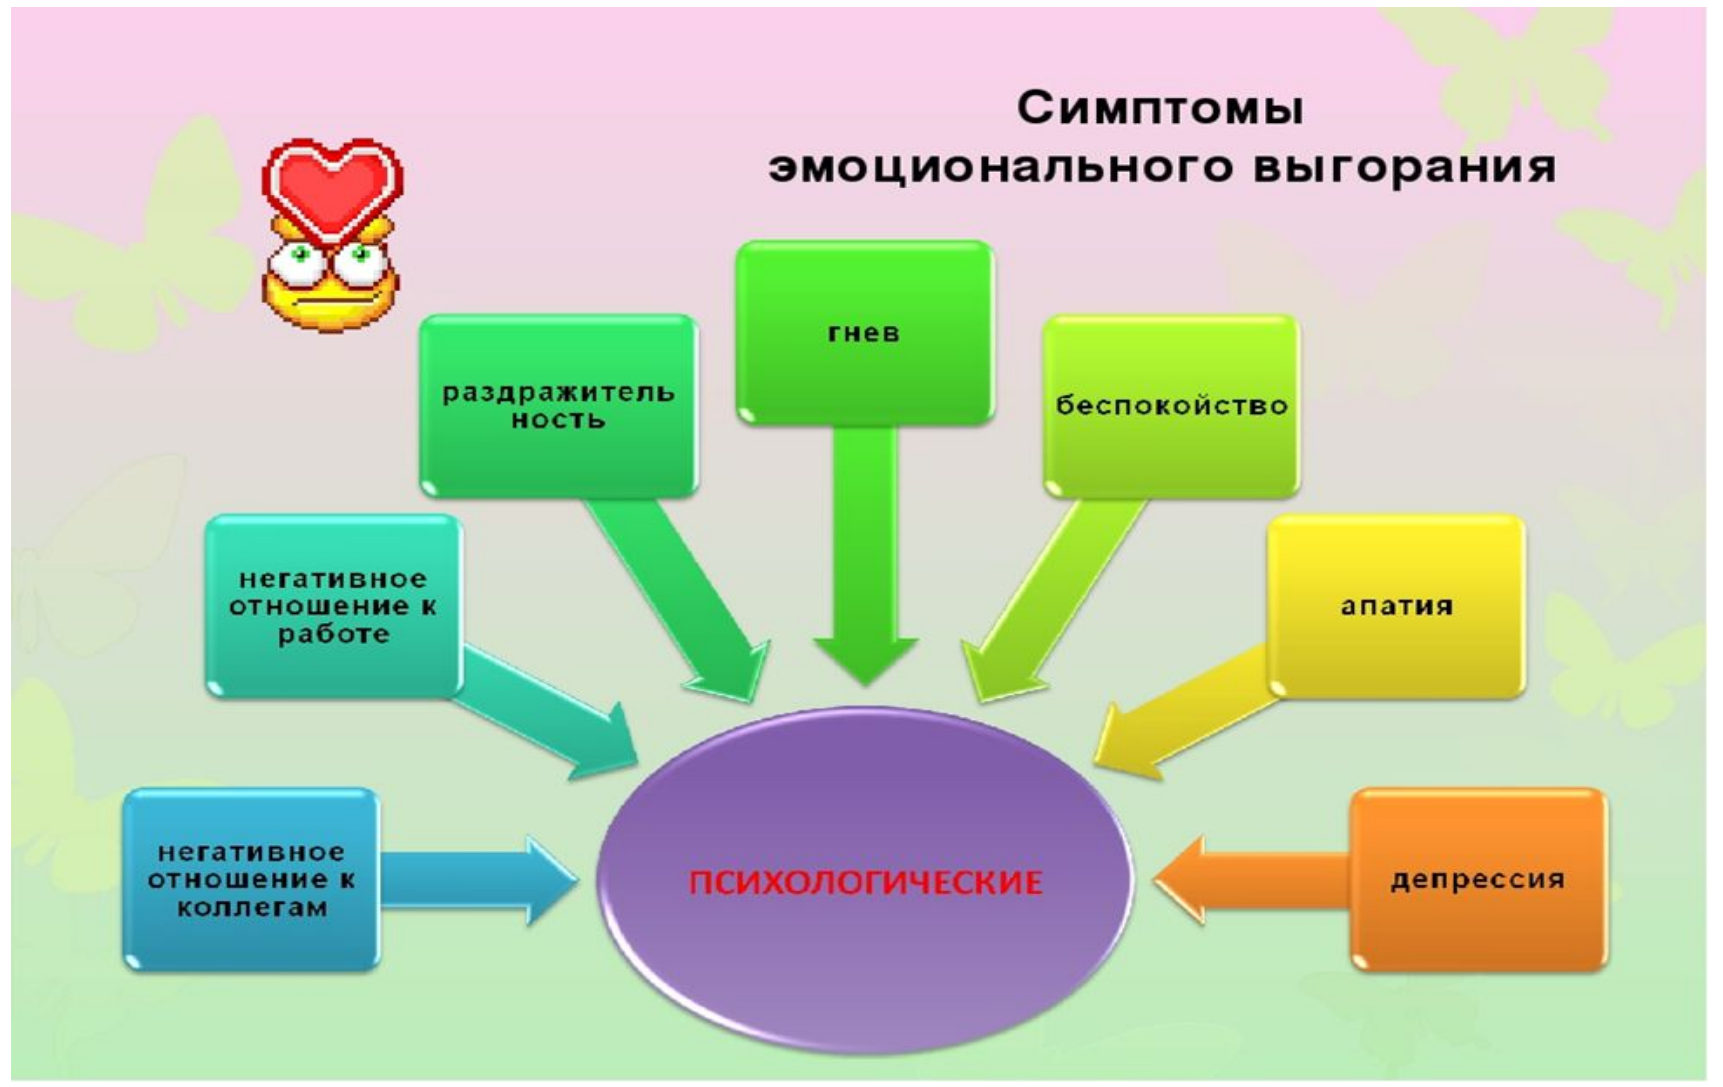 Симптомы
эмоционального выгорания
гнев
раздражитель
ность
беспокойство
негативное
отношение к
работе
апатия
негативное
отношение к
коллегам
ПСИХОЛОГИЧЕСКИЕ
депрессия